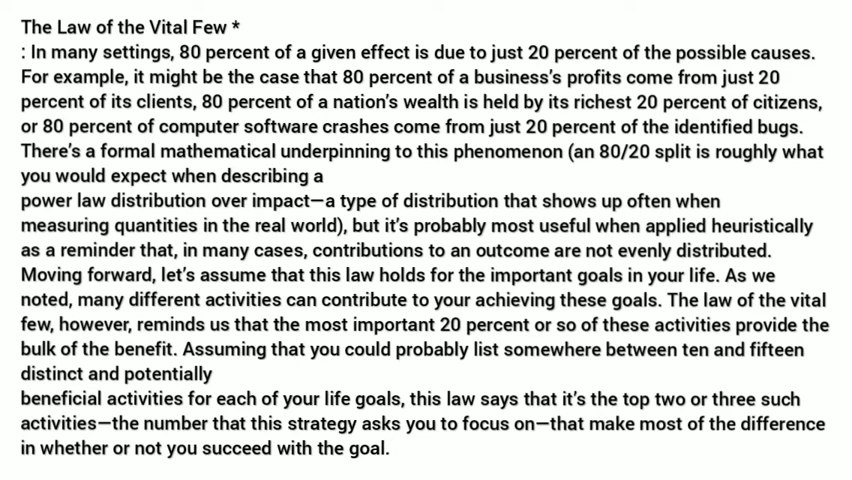 The Law of the Vital Few *
: In many settings, 80 percent of a given effect is due to just 20 percent of the possible causes.
For example, it might be the case that 80 percent of a business’s profits come from just 20
percent of its clients, 80 percent of a nation’s wealth is held by its richest 20 percent of citizens,
or 80 percent of computer software crashes come from just 20 percent of the identified bugs.
There’s a formal mathematical underpinning to this phenomenon (an 80/20 split is roughly what
you would expect when describing a
power law distribution over impact—a type of distribution that shows up often when
measuring quantities in the real world), but it’s probably most useful when applied heuristically
as a reminder that, in many cases, contributions to an outcome are not evenly distributed.
Moving forward, let’s assume that this law holds for the important goals in your life. As we
noted, many different activities can contribute to your achieving these goals. The law of the vital
few, however, reminds us that the most important 20 percent or so of these activities provide the
bulk of the benefit. Assuming that you could probably list somewhere between ten and fifteen
distinct and potentially
beneficial activities for each of your life goals, this law says that it’s the top two or three such
activities—the number that this strategy asks you to focus on—that make most of the difference
in whether or not you succeed with the goal.